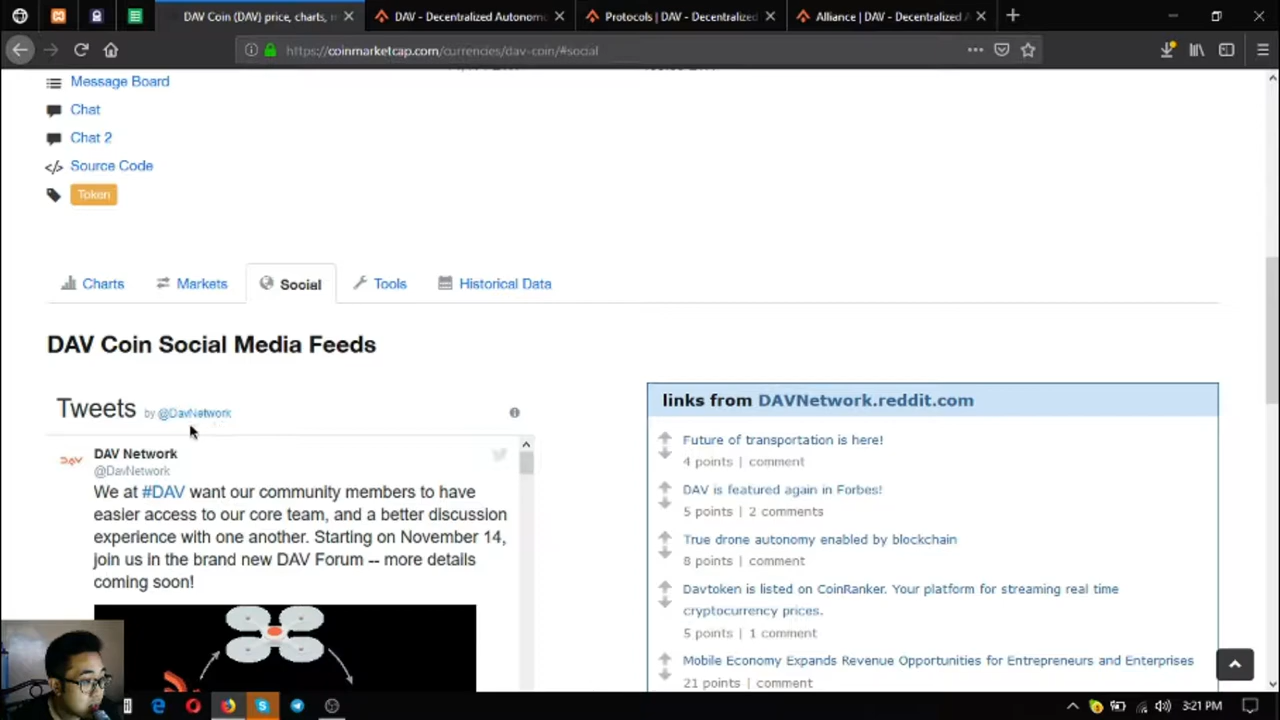 DAV Coin (DAV) price, charts,
DAV - Decentralized Autonom
Protocols | DAV - Decentralized
Alliance | DAV - Decentralized A
https://coinmarketcap.com/currencies/dav-coin/#social
Message Board
Chat
Chat 2
Source Code
Token
Charts
Markets
Social
Tools
Historical Data
DAV Coin Social Media Feeds
Tweets by @DavNetwork
DAV Network
@DavNetwork
We at #DAV want our community members to have
easier access to our core team, and a better discussion
experience with one another. Starting on November 14,
join us in the brand new DAV Forum -- more details
coming soon!
links from DAVNetwork.reddit.com
Future of transportation is here!
4 points | comment
DAV is featured again in Forbes!
5 points | 2 comments
True drone autonomy enabled by blockchain
8 points | comment
Davtoken is listed on CoinRanker. Your platform for streaming real time
cryptocurrency prices.
5 points | 1 comment
Mobile Economy Expands Revenue Opportunities for Entrepreneurs and Enterprises
21 points | comment
3:21 PM